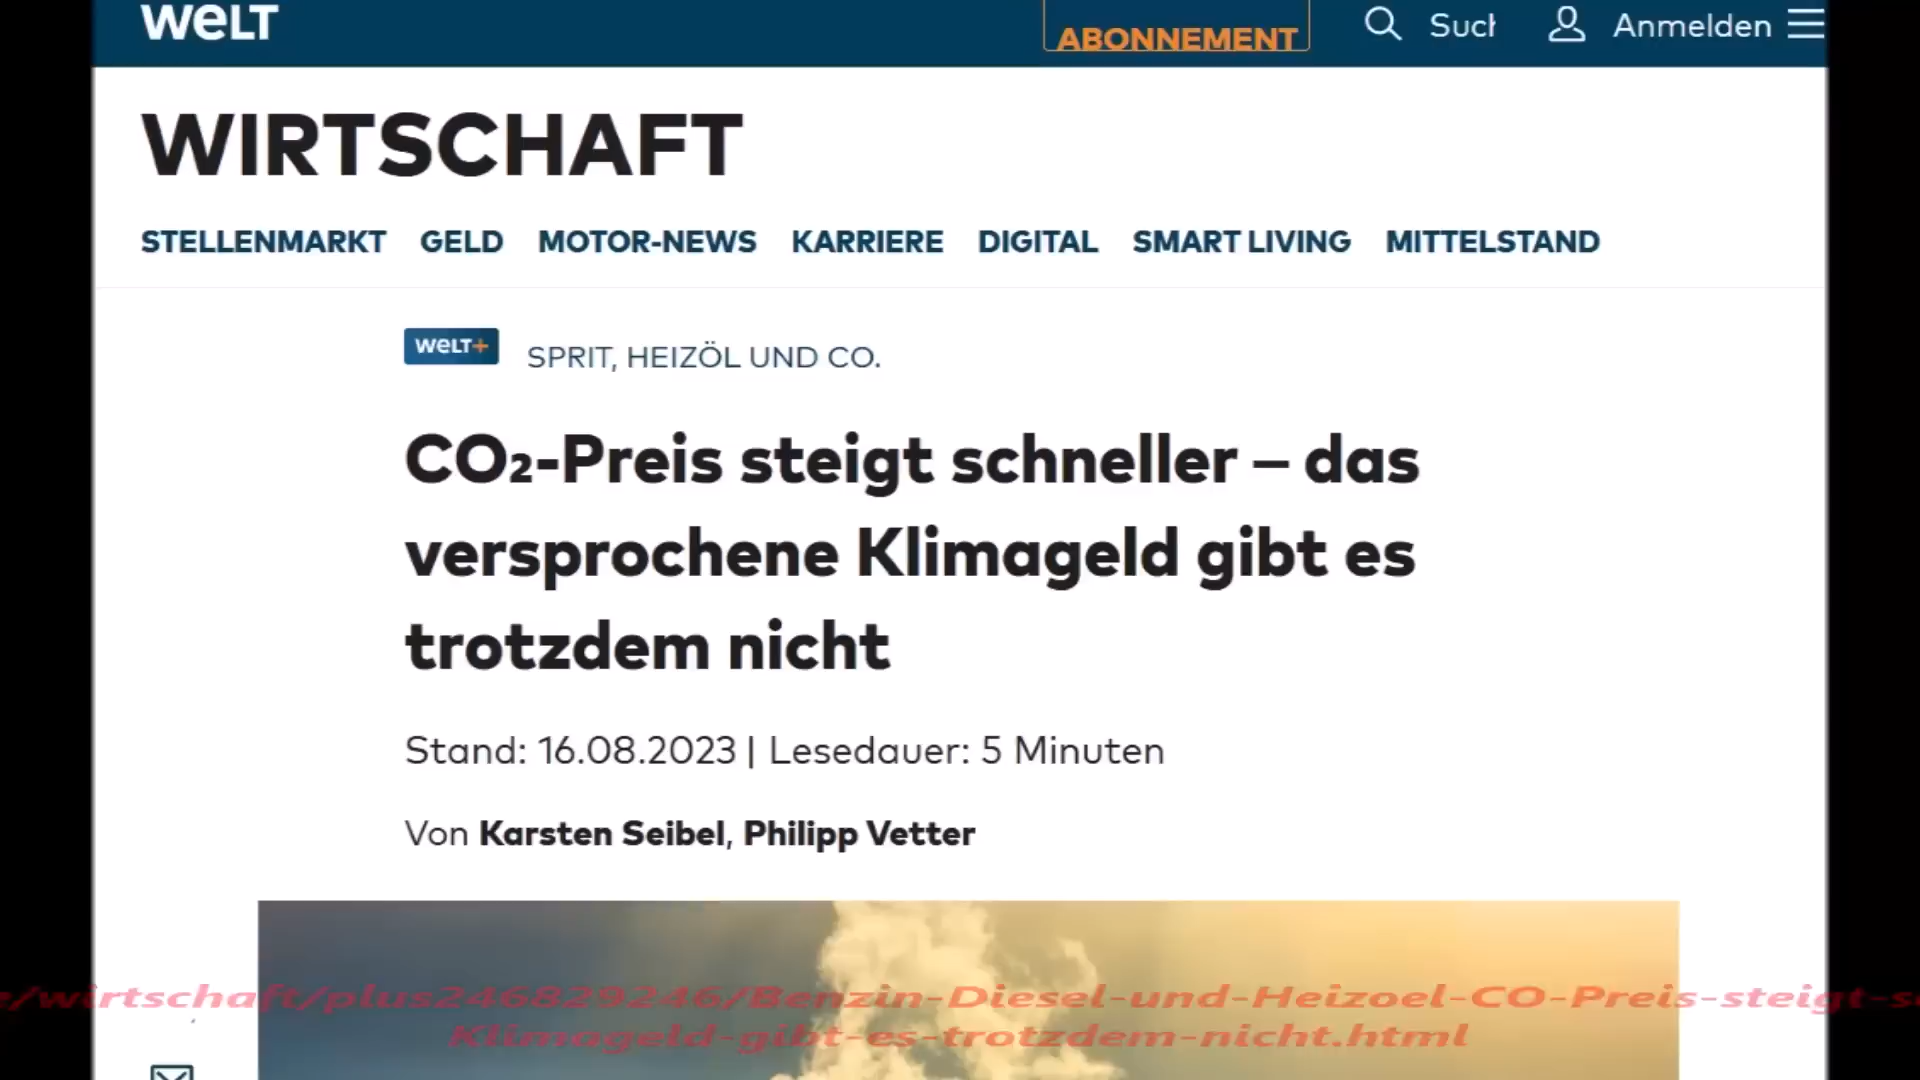 WELT
ABONNEMENT
Anmelden
WIRTSCHAFT
STELLENMARKT GELD MOTOR-NEWS KARRIERE DIGITAL SMART LIVING MITTELSTAND
WELT+ SPRIT, HEIZÖL UND CO.
CO₂-Preis steigt schneller – das
versprochene Klimageld gibt es
trotzdem nicht
Stand: 16.08.2023 | Lesedauer: 5 Minuten
Von Karsten Seibel, Philipp Vetter
/wirtschaft/plus246829246/Benzin-Diesel-und-Heizoel-CO-Preis-steigt-s
Klimageld-gibt-es-trotzdem-nicht.html